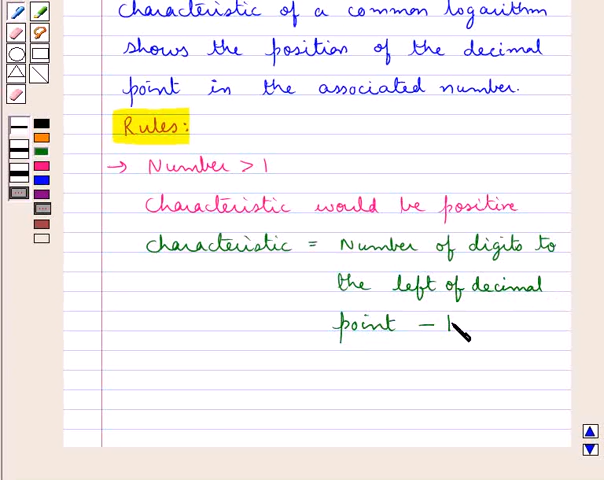 Characteristic of a common logarithm
shows the position of the decimal
point in the associated number.
Rules:
→ Number > 1
Characteristic would be positive
Characteristic = Number of digits to
the left of decimal
point - 1